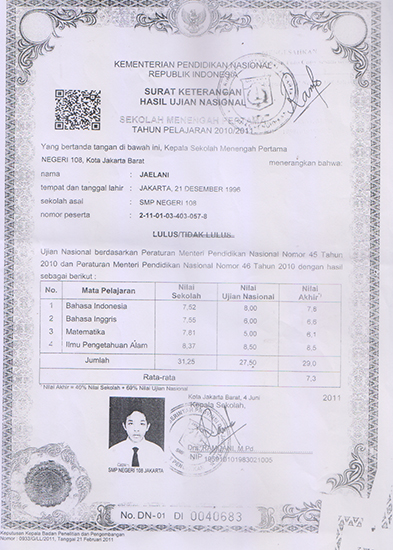 KEMENTERIAN PENDIDIKAN NASIONAL
REPUBLIK INDONESIA
SURAT KETERANGAN
HASIL UJIAN NASIONAL
SEKOLAH MENENGAH PERTAMA
TAHUN PELAJARAN 2010/2011
Yang bertanda tangan di bawah ini, Kepala Sekolah Menengah Pertama
NEGERI 108, Kota Jakarta Barat menerangkan bahwa:
nama : JAELANI
tempat dan tanggal lahir : JAKARTA, 21 DESEMBER 1996
sekolah asal : SMP NEGERI 108
nomor peserta : 2-11-01-03-403-057-8
LULUS/TIDAK LULUS
Ujian Nasional berdasarkan Peraturan Menteri Pendidikan Nasional Nomor 45 Tahun
2010 dan Peraturan Menteri Pendidikan Nasional Nomor 46 Tahun 2010 dengan hasil
sebagai berikut :
No. Mata Pelajaran Nilai Sekolah Nilai Ujian Nasional Nilai Akhir
1 Bahasa Indonesia 7,52 8,00 7,8
2 Bahasa Inggris 7,55 6,00 6,6
3 Matematika 7,81 5,00 6,1
4 Ilmu Pengetahuan Alam 8,37 8,50 8,5
Jumlah 31,25 27,50 29,0
Rata-rata 7,3
Nilai Akhir = 40% Nilai Sekolah + 60% Nilai Ujian Nasional
Kota Jakarta Barat, 4 Juni 2011
Kepala Sekolah,
M.Pd.
NIP
SMP NEGERI 108 JAKARTA
No. DN-01 DI 0040683
Keputusan Kepala Badan Penelitian dan Pengembangan
Nomor : 0933/G/LL/2011, Tanggal 21 Februari 2011